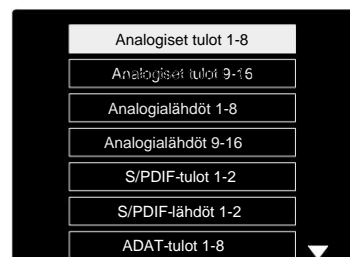 Analogiset tulot 1-8
Analogiset tulot 9-16
Analogialähdöt 1-8
Analogialähdöt 9-16
S/PDIF-tulot 1-2
S/PDIF-lähdöt 1-2
ADAT-tulot 1-8